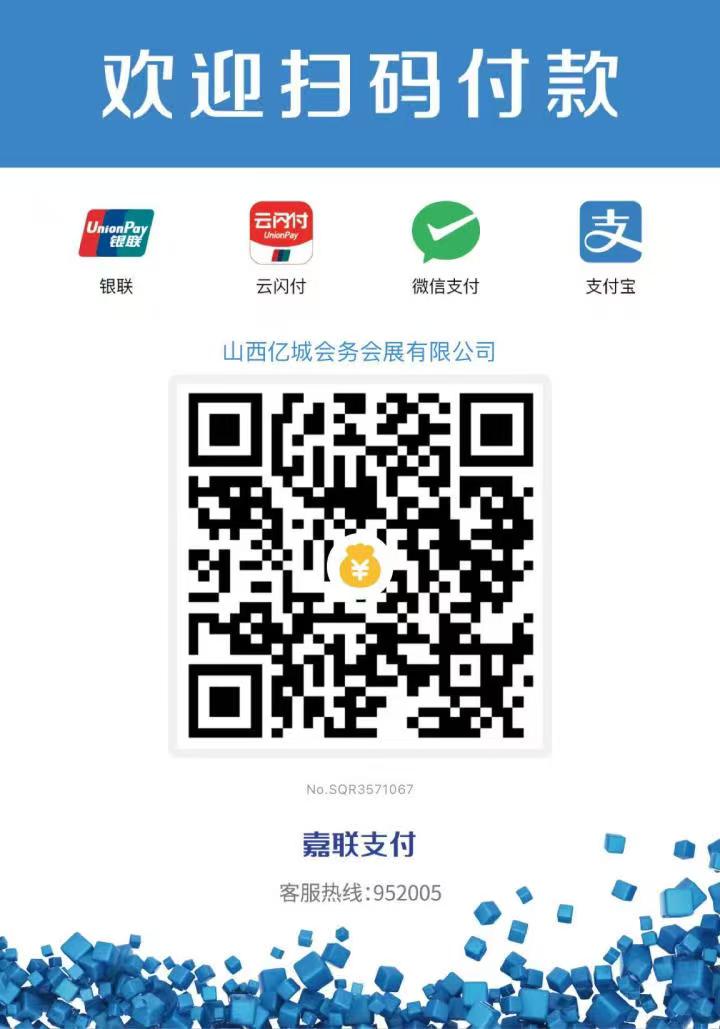 欢迎扫码付款
UnionPay
银联
云闪付
UnionPay
支
银联
云闪付
微信支付
支付宝
山西亿城会务会展有限公司
¥
No.SQR3571067
嘉联支付
客服热线:952005